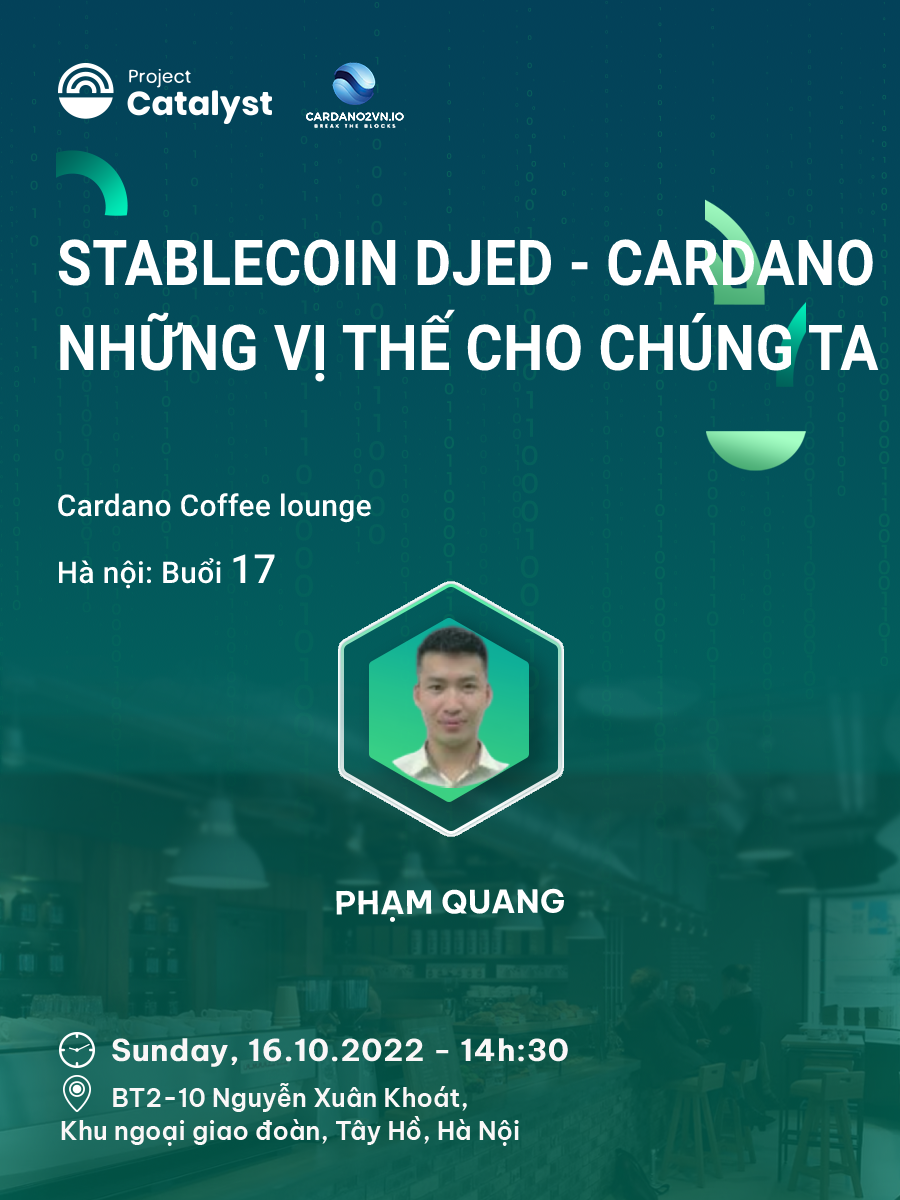 Project
Catalyst
CARDANO2VN.IO
BREAK THE BLOCKS
STABLECOIN DJED - CARDANO
NHỮNG VỊ THẾ CHO CHÚNG TA
Cardano Coffee lounge
Hà nội: Buổi 17
PHẠM QUANG
Sunday, 16.10.2022 - 14h:30
BT2-10 Nguyễn Xuân Khoát,
Khu ngoại giao đoàn, Tây Hồ, Hà Nội